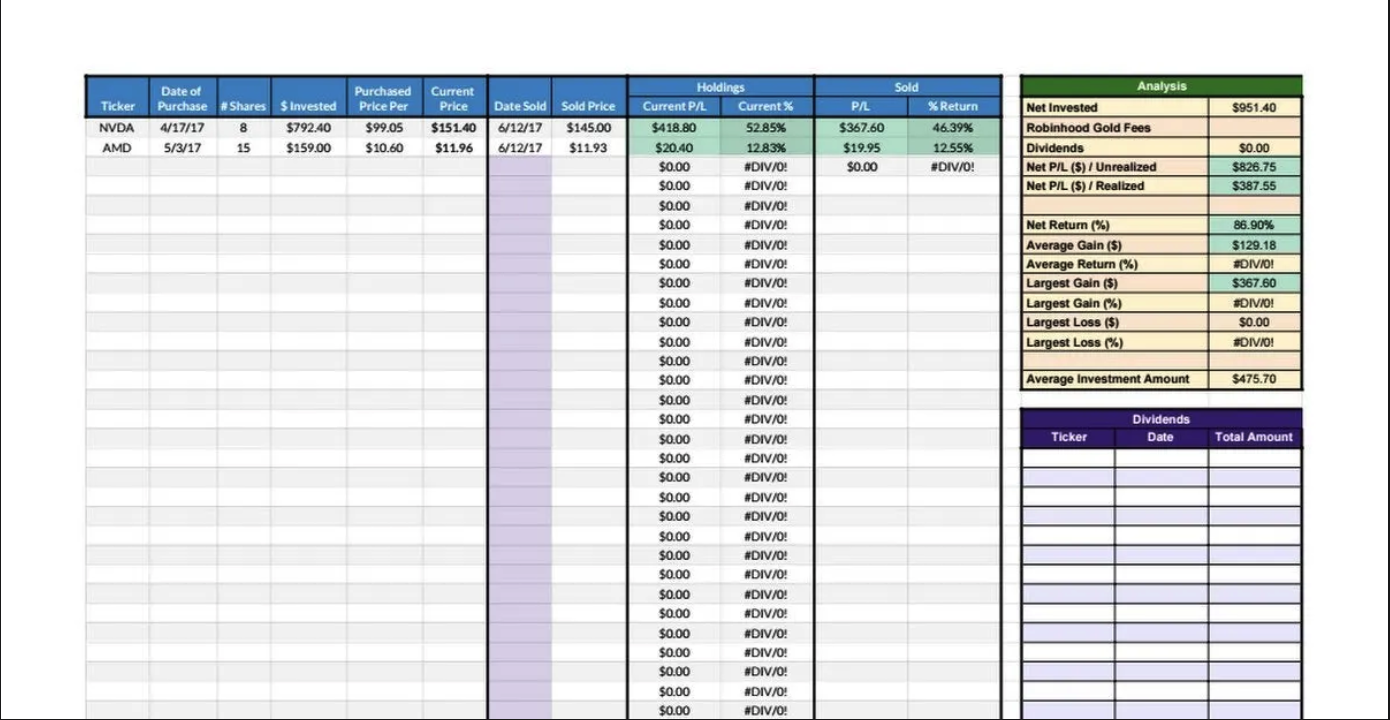 Holdings Sold Analysis
Ticker Date of Purchase # Shares $ Invested Purchased Price Per Current Price Date Sold Sold Price Current P/L Current % P/L % Return Net Invested $951.40
NVDA 4/17/17 8 $792.40 $99.05 $151.40 6/12/17 $145.00 $418.80 52.85% $367.60 46.39% Robinhood Gold Fees
AMD 5/3/17 15 $159.00 $10.60 $11.96 6/12/17 $11.93 $20.40 12.83% $19.95 12.55% Dividends $0.00
$0.00 #DIV/0! $0.00 #DIV/0! Net P/L ($) / Unrealized $826.75
$0.00 #DIV/0! Net P/L ($) / Realized $387.55
$0.00 #DIV/0!
$0.00 #DIV/0! Net Return (%) 86.90%
$0.00 #DIV/0! Average Gain ($) $129.18
$0.00 #DIV/0! Average Return (%) #DIV/0!
$0.00 #DIV/0! Largest Gain ($) $367.60
$0.00 #DIV/0! Largest Gain (%) #DIV/0!
$0.00 #DIV/0! Largest Loss ($) $0.00
$0.00 #DIV/0! Largest Loss (%) #DIV/0!
$0.00 #DIV/0!
$0.00 #DIV/0! Average Investment Amount $475.70
$0.00 #DIV/0!
$0.00 #DIV/0! Dividends
$0.00 #DIV/0! Ticker Date Total Amount
$0.00 #DIV/0!
$0.00 #DIV/0!
$0.00 #DIV/0!
$0.00 #DIV/0!
$0.00 #DIV/0!
$0.00 #DIV/0!
$0.00 #DIV/0!
$0.00 #DIV/0!
$0.00 #DIV/0!
$0.00 #DIV/0!
$0.00 #DIV/0!
$0.00 #DIV/0!
$0.00 #DIV/0!
$0.00 #DIV/0!